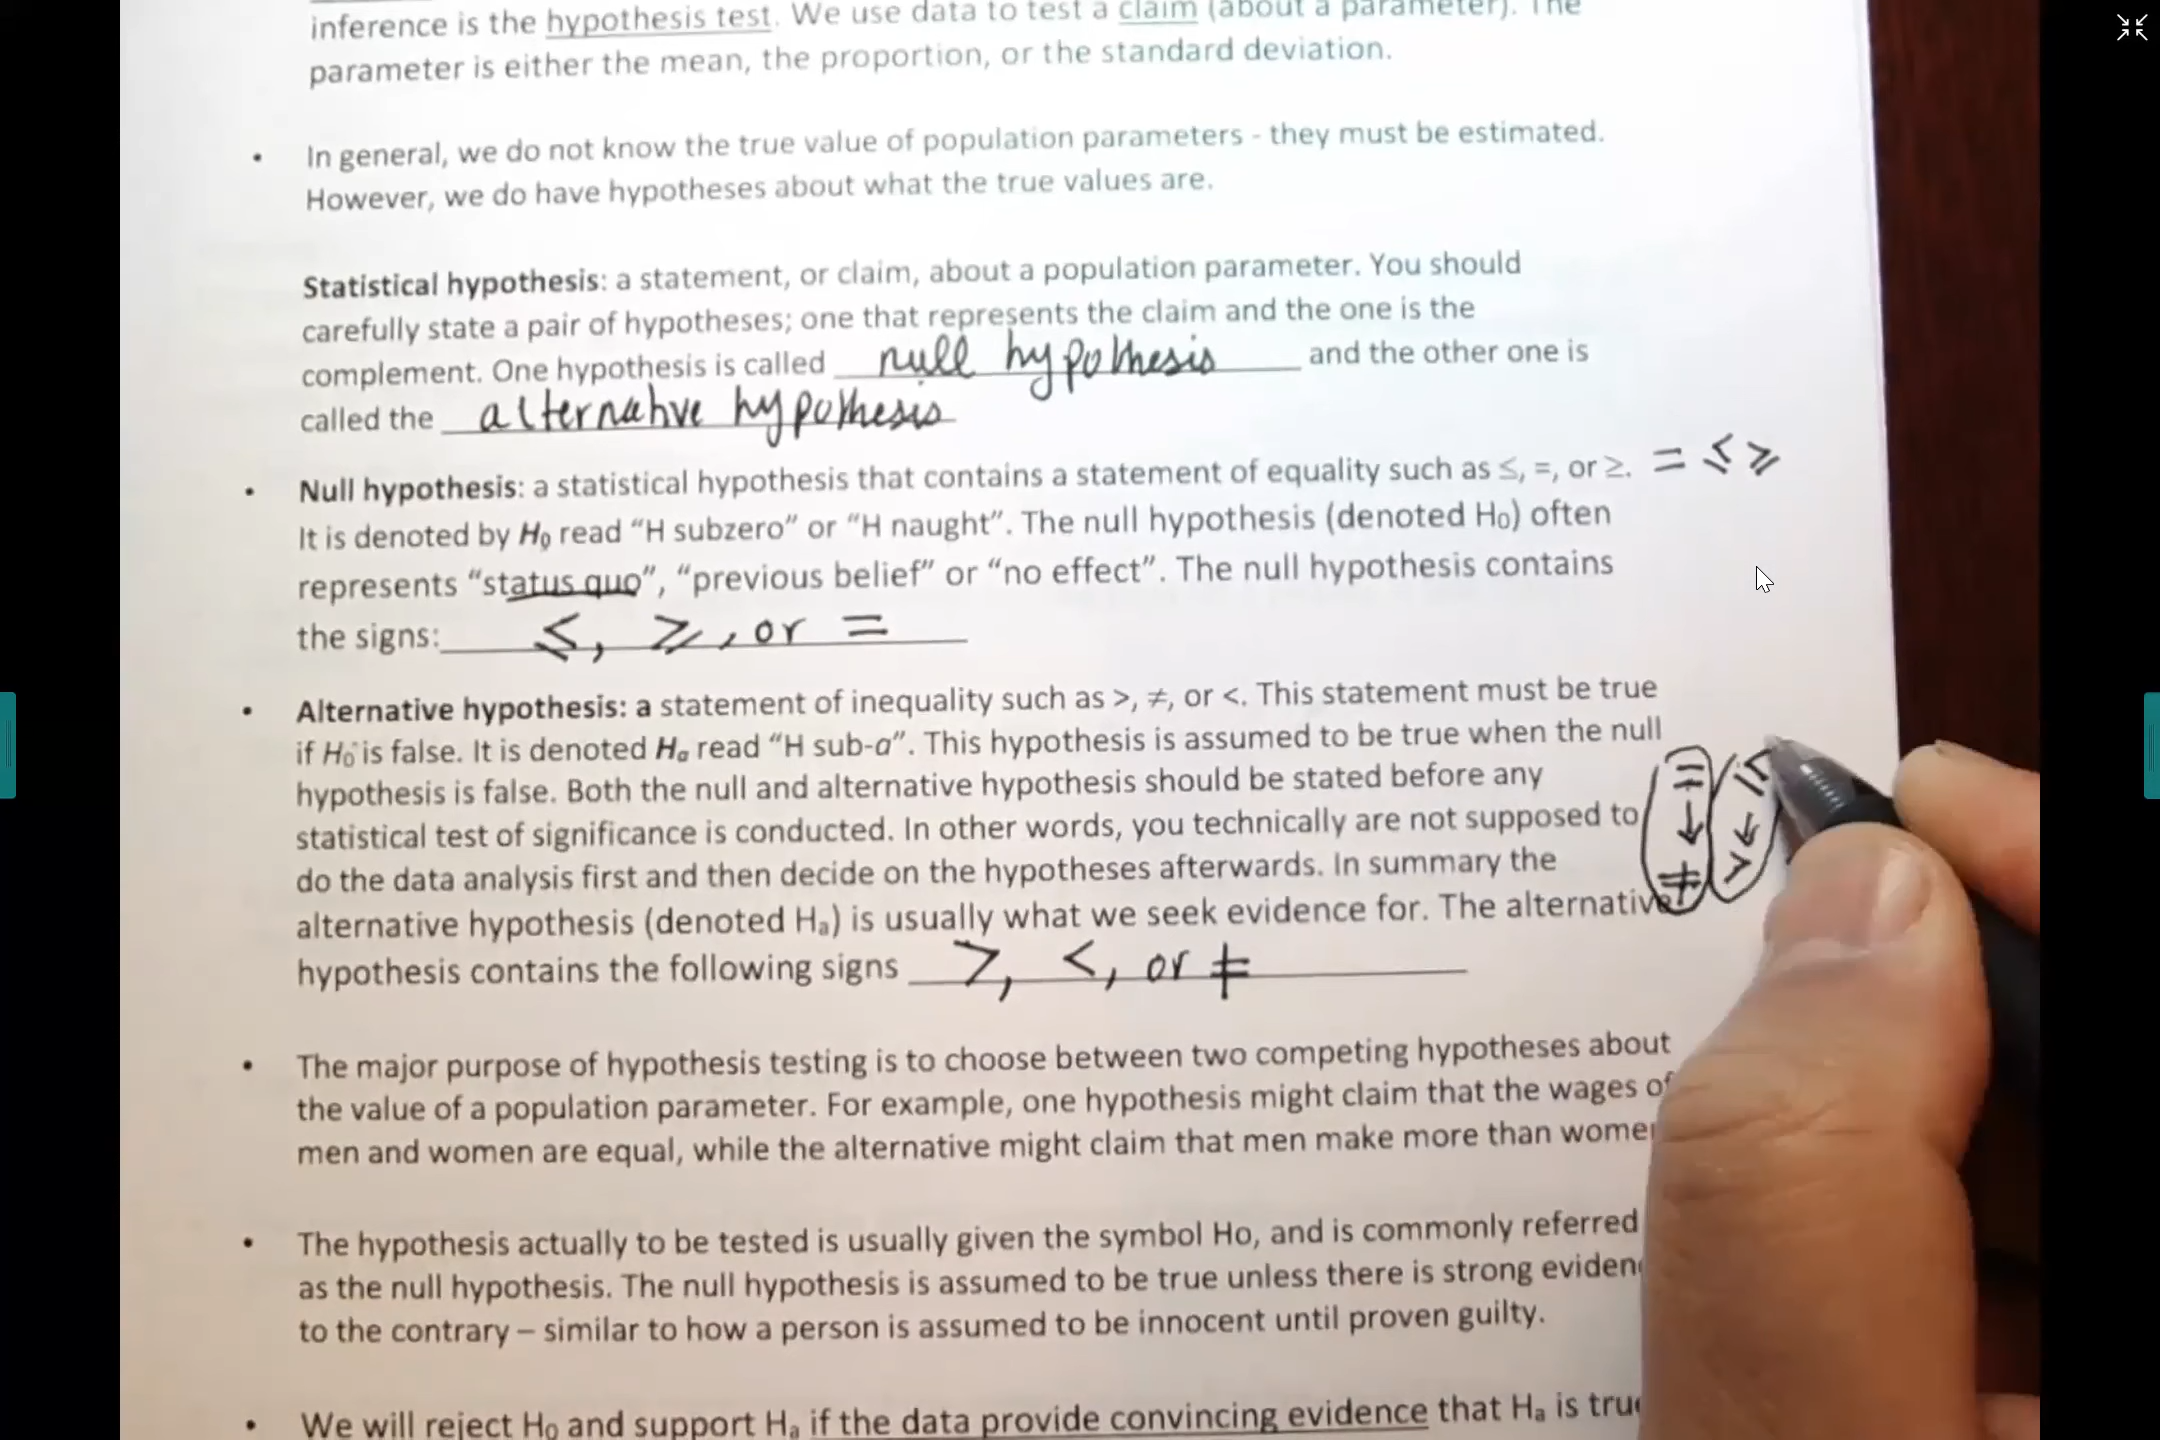 inference is the hypothesis test. We use data to test a claim (about a parameter). The
parameter is either the mean, the proportion, or the standard deviation.
• In general, we do not know the true value of population parameters - they must be estimated.
However, we do have hypotheses about what the true values are.
Statistical hypothesis: a statement, or claim, about a population parameter. You should
carefully state a pair of hypotheses; one that represents the claim and the one is the
complement. One hypothesis is called null hypothesis and the other one is
called the alternative hypothesis
• Null hypothesis: a statistical hypothesis that contains a statement of equality such as ≤, =, or ≥. = ≤ ≥
It is denoted by H₀ read “H subzero” or “H naught”. The null hypothesis (denoted H₀) often
represents “status quo”, “previous belief” or “no effect”. The null hypothesis contains
the signs: ≤, ≥, or =
• Alternative hypothesis: a statement of inequality such as >, ≠, or <. This statement must be true
if H₀ is false. It is denoted Hₐ read “H sub-a”. This hypothesis is assumed to be true when the null
hypothesis is false. Both the null and alternative hypothesis should be stated before any
statistical test of significance is conducted. In other words, you technically are not supposed to
do the data analysis first and then decide on the hypotheses afterwards. In summary the
alternative hypothesis (denoted Hₐ) is usually what we seek evidence for. The alternative
hypothesis contains the following signs >, <, or ≠
= ↓ ≠
• The major purpose of hypothesis testing is to choose between two competing hypotheses about
the value of a population parameter. For example, one hypothesis might claim that the wages of
men and women are equal, while the alternative might claim that men make more than
• The hypothesis actually to be tested is usually given the symbol Ho, and is commonly referred
as the null hypothesis. The null hypothesis is assumed to be true unless there is strong
to the contrary – similar to how a person is assumed to be innocent until proven guilty.
• We will reject H₀ and support Hₐ if the data provide convincing evidence that Hₐ is